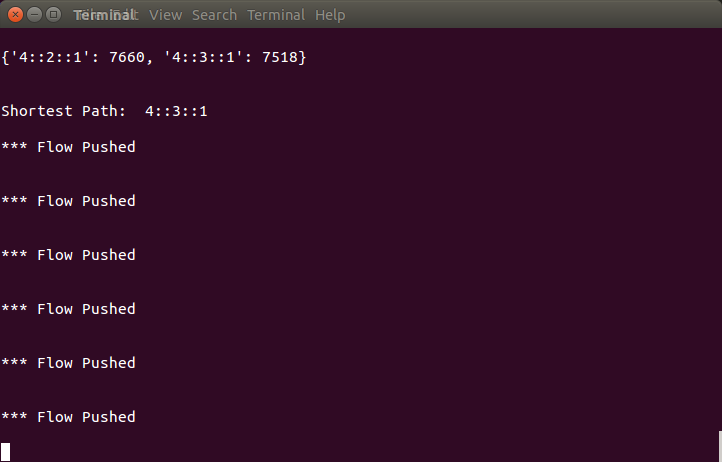 Terminal File Edit View Search Terminal Help
{'4::2::1': 7660, '4::3::1': 7518}
Shortest Path:  4::3::1
*** Flow Pushed
*** Flow Pushed
*** Flow Pushed
*** Flow Pushed
*** Flow Pushed
*** Flow Pushed